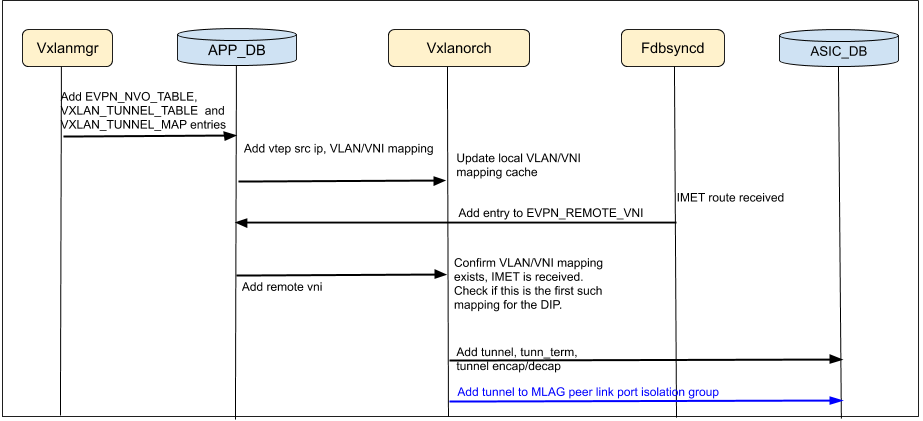 Vxlanmgr
APP_DB
Vxlanorch
Fdbsyncd
ASIC_DB
Add EVPN_NVO_TABLE,
VXLAN_TUNNEL_TABLE and
VXLAN_TUNNEL_MAP entries
Add vtep src ip, VLAN/VNI mapping
Update local VLAN/VNI
mapping cache
IMET route received
Add entry to EVPN_REMOTE_VNI
Confirm VLAN/VNI mapping
exists, IMET is received.
Check if this is the first such
mapping for the DIP.
Add remote vni
Add tunnel, tunn_term,
tunnel encap/decap
Add tunnel to MLAG peer link port isolation group